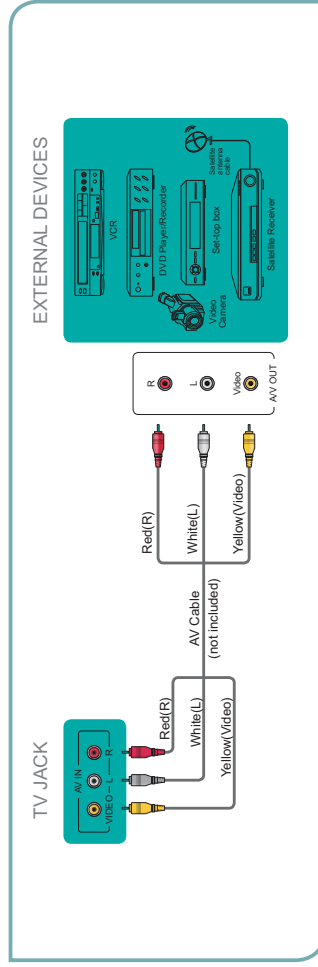 TV JACK
AV IN
VIDEO
L
R
Red(R)
White(L)
Yellow(Video)
AV Cable
(not included)
Red(R)
White(L)
Yellow(Video)
R
L
Video
A/V OUT
EXTERNAL DEVICES
VCR
DVD Player/Recorder
Video
Camera
Set-top box
Satellite
antenna
cable
Satellite Receiver